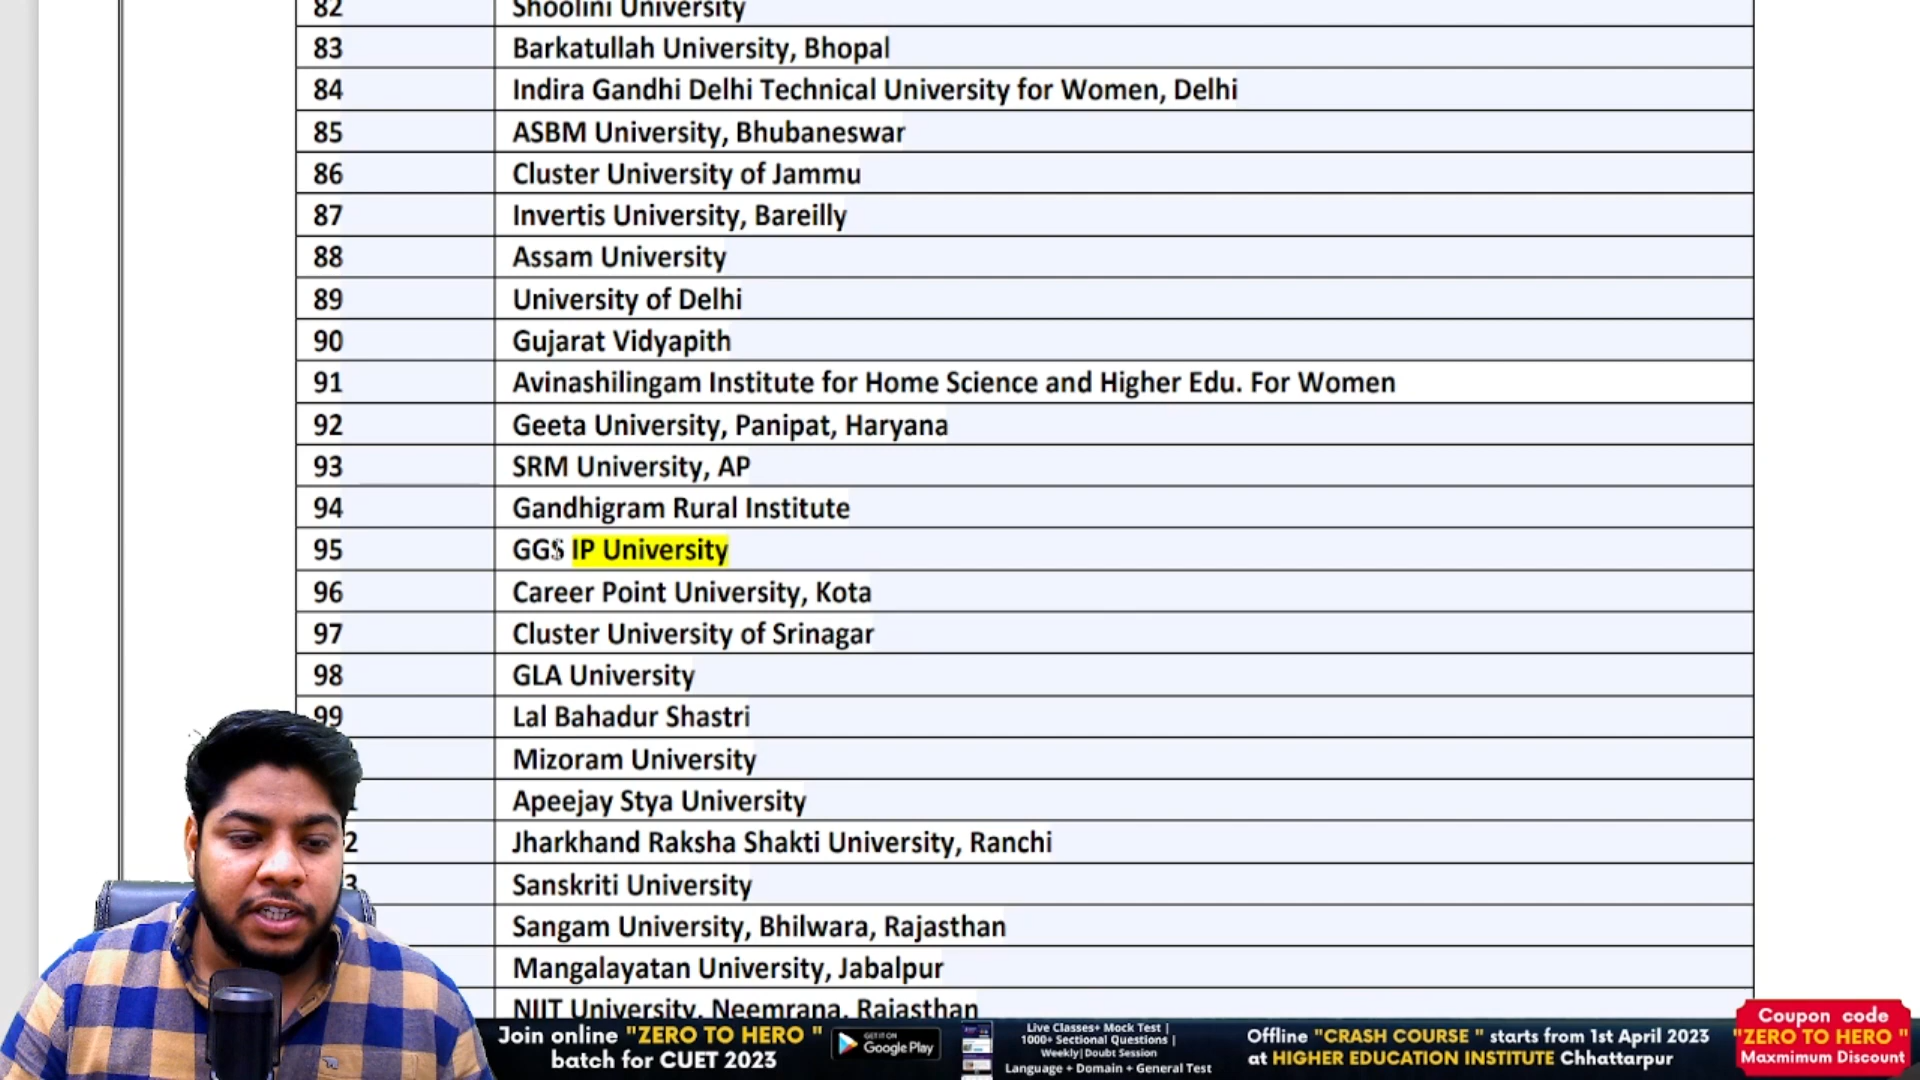 82 Shoolini University
83 Barkatullah University, Bhopal
84 Indira Gandhi Delhi Technical University for Women, Delhi
85 ASBM University, Bhubaneswar
86 Cluster University of Jammu
87 Invertis University, Bareilly
88 Assam University
89 University of Delhi
90 Gujarat Vidyapith
91 Avinashilingam Institute for Home Science and Higher Edu. For Women
92 Geeta University, Panipat, Haryana
93 SRM University, AP
94 Gandhigram Rural Institute
95 GGS IP University
96 Career Point University, Kota
97 Cluster University of Srinagar
98 GLA University
99 Lal Bahadur Shastri
Mizoram University
1 Apeejay Stya University
2 Jharkhand Raksha Shakti University, Ranchi
3 Sanskriti University
Sangam University, Bhilwara, Rajasthan
Mangalayatan University, Jabalpur
NIIT University, Neemrana, Rajasthan
Join online "ZERO TO HERO "
batch for CUET 2023
GET IT ON
Google Play
Live Classes+ Mock Test |
1000+ Sectional Questions |
Weekly|Doubt Session
Language + Domain + General Test
Offline "CRASH COURSE " starts from 1st April 2023
at HIGHER EDUCATION INSTITUTE Chhattarpur
Coupon code
"ZERO TO HERO "
Maxmimum Discount